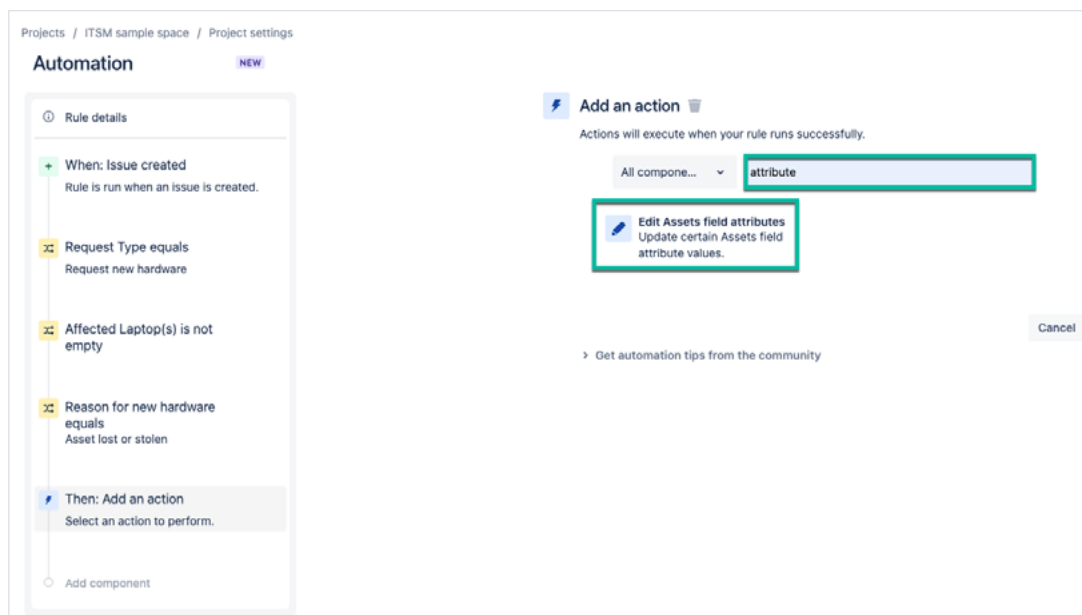 Projects / ITSM sample space / Project settings
Automation NEW
Rule details
When: Issue created
Rule is run when an issue is created.
Request Type equals
Request new hardware
Affected Laptop(s) is not
empty
Reason for new hardware
equals
Asset lost or stolen
Then: Add an action
Select an action to perform.
Add component
Add an action
Actions will execute when your rule runs successfully.
All compone... attribute
Edit Assets field attributes
Update certain Assets field
attribute values.
Cancel
Get automation tips from the community